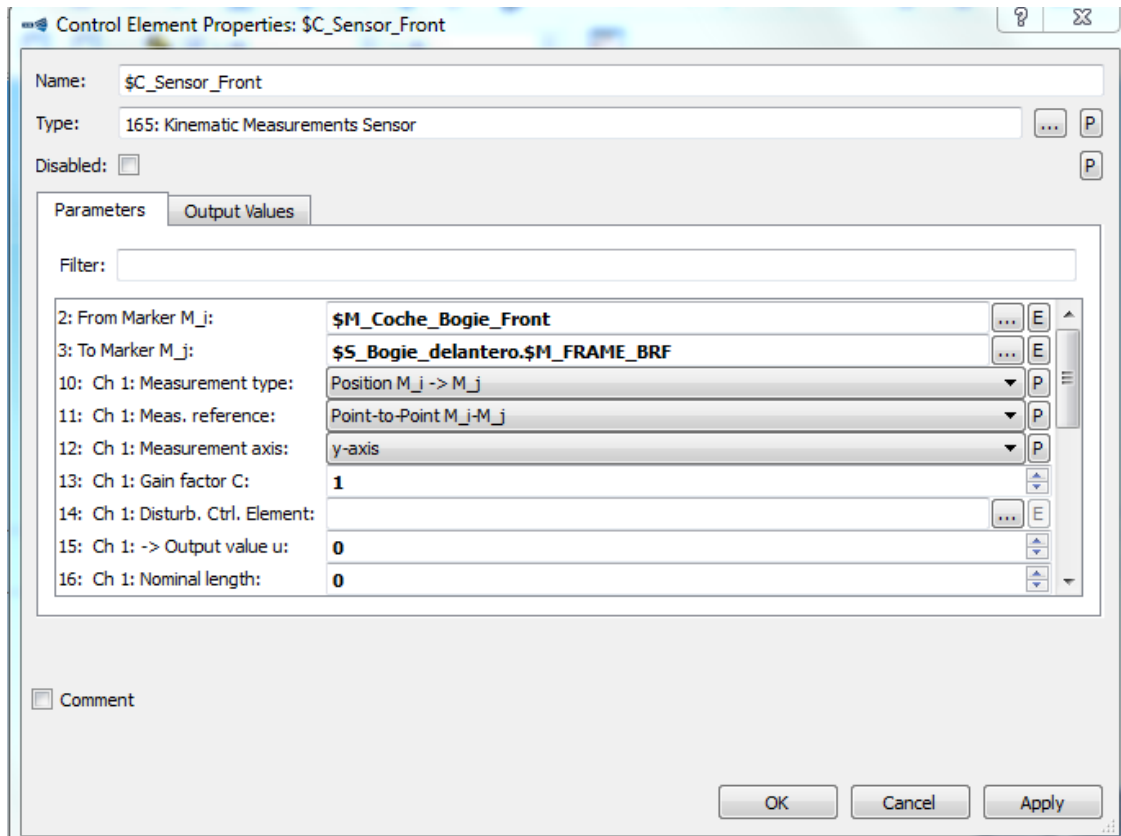 Control Element Properties: $C_Sensor_Front
Name: $C_Sensor_Front
Type: 165: Kinematic Measurements Sensor ... P
Disabled: P
Parameters Output Values
Filter:
2: From Marker M_i: $M_Coche_Bogie_Front ... E
3: To Marker M_j: $S_Bogie_delantero.$M_FRAME_BRF ... E
10: Ch 1: Measurement type: Position M_i -> M_j P
11: Ch 1: Meas. reference: Point-to-Point M_i-M_j P
12: Ch 1: Measurement axis: y-axis P
13: Ch 1: Gain factor C: 1
14: Ch 1: Disturb. Ctrl. Element: ... E
15: Ch 1: -> Output value u: 0
16: Ch 1: Nominal length: 0
Comment
OK Cancel Apply